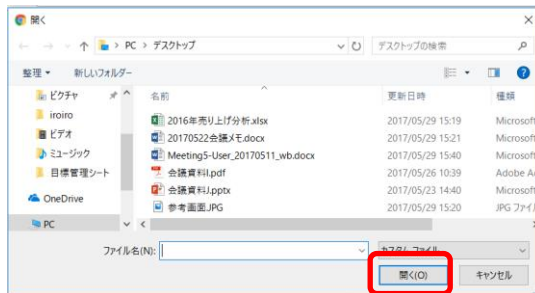 開く
PC > デスクトップ
デスクトップの検索
整理 新しいフォルダー
名前 更新日時 種類
ピクチャ
iroiro
ビデオ
ミュージック
目標管理シート
OneDrive
PC
2016年売り上げ分析.xlsx 2017/05/29 15:19 Microsoft
20170522会議メモ.docx 2017/05/29 15:21 Microsoft
Meeting5-User_20170511_wb.docx 2017/05/29 15:40 Microsoft
会議資料J.pdf 2017/05/26 10:39 Adobe A
会議資料J.pptx 2017/05/23 14:40 Microsoft
参考画面.JPG 2017/05/29 15:20 JPG ファイ
ファイル名(N):
カスタム ファイル
開く(O) キャンセル